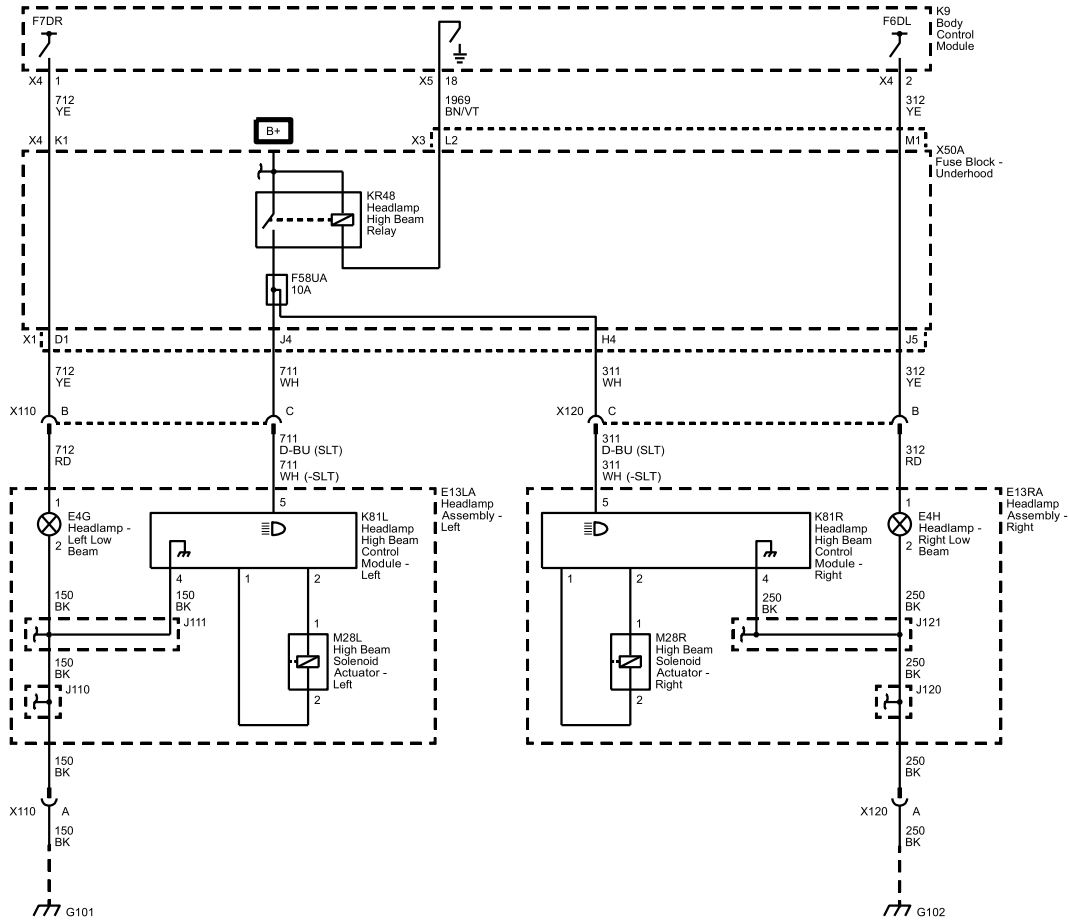 F7DR
F6DL
K9
Body
Control
Module
X4 1
X5 18
X4 2
712
YE
1969
BN/VT
312
YE
B+
X4 K1
X3 L2
M1
X50A
Fuse Block -
Underhood
KR48
Headlamp
High Beam
Relay
F58UA
10A
X1 D1
J4
H4
J5
712
YE
711
WH
311
WH
312
YE
X110 B
C
X120 C
B
712
RD
711
D-BU (SLT)
711
WH (-SLT)
311
D-BU (SLT)
311
WH (-SLT)
312
RD
1
5
E13LA
Headlamp
Assembly -
Left
5
1
E13RA
Headlamp
Assembly -
Right
E4G
Headlamp -
Left Low
Beam
2
K81L
Headlamp
High Beam
Control
Module -
Left
K81R
Headlamp
High Beam
Control
Module -
Right
E4H
Headlamp -
Right Low
Beam
2
4
1
2
1
2
4
150
BK
150
BK
250
BK
250
BK
J111
J121
1
M28L
High Beam
Solenoid
Actuator -
Left
2
1
M28R
High Beam
Solenoid
Actuator -
Right
2
150
BK
250
BK
J110
J120
150
BK
250
BK
X110 A
X120 A
150
BK
250
BK
G101
G102